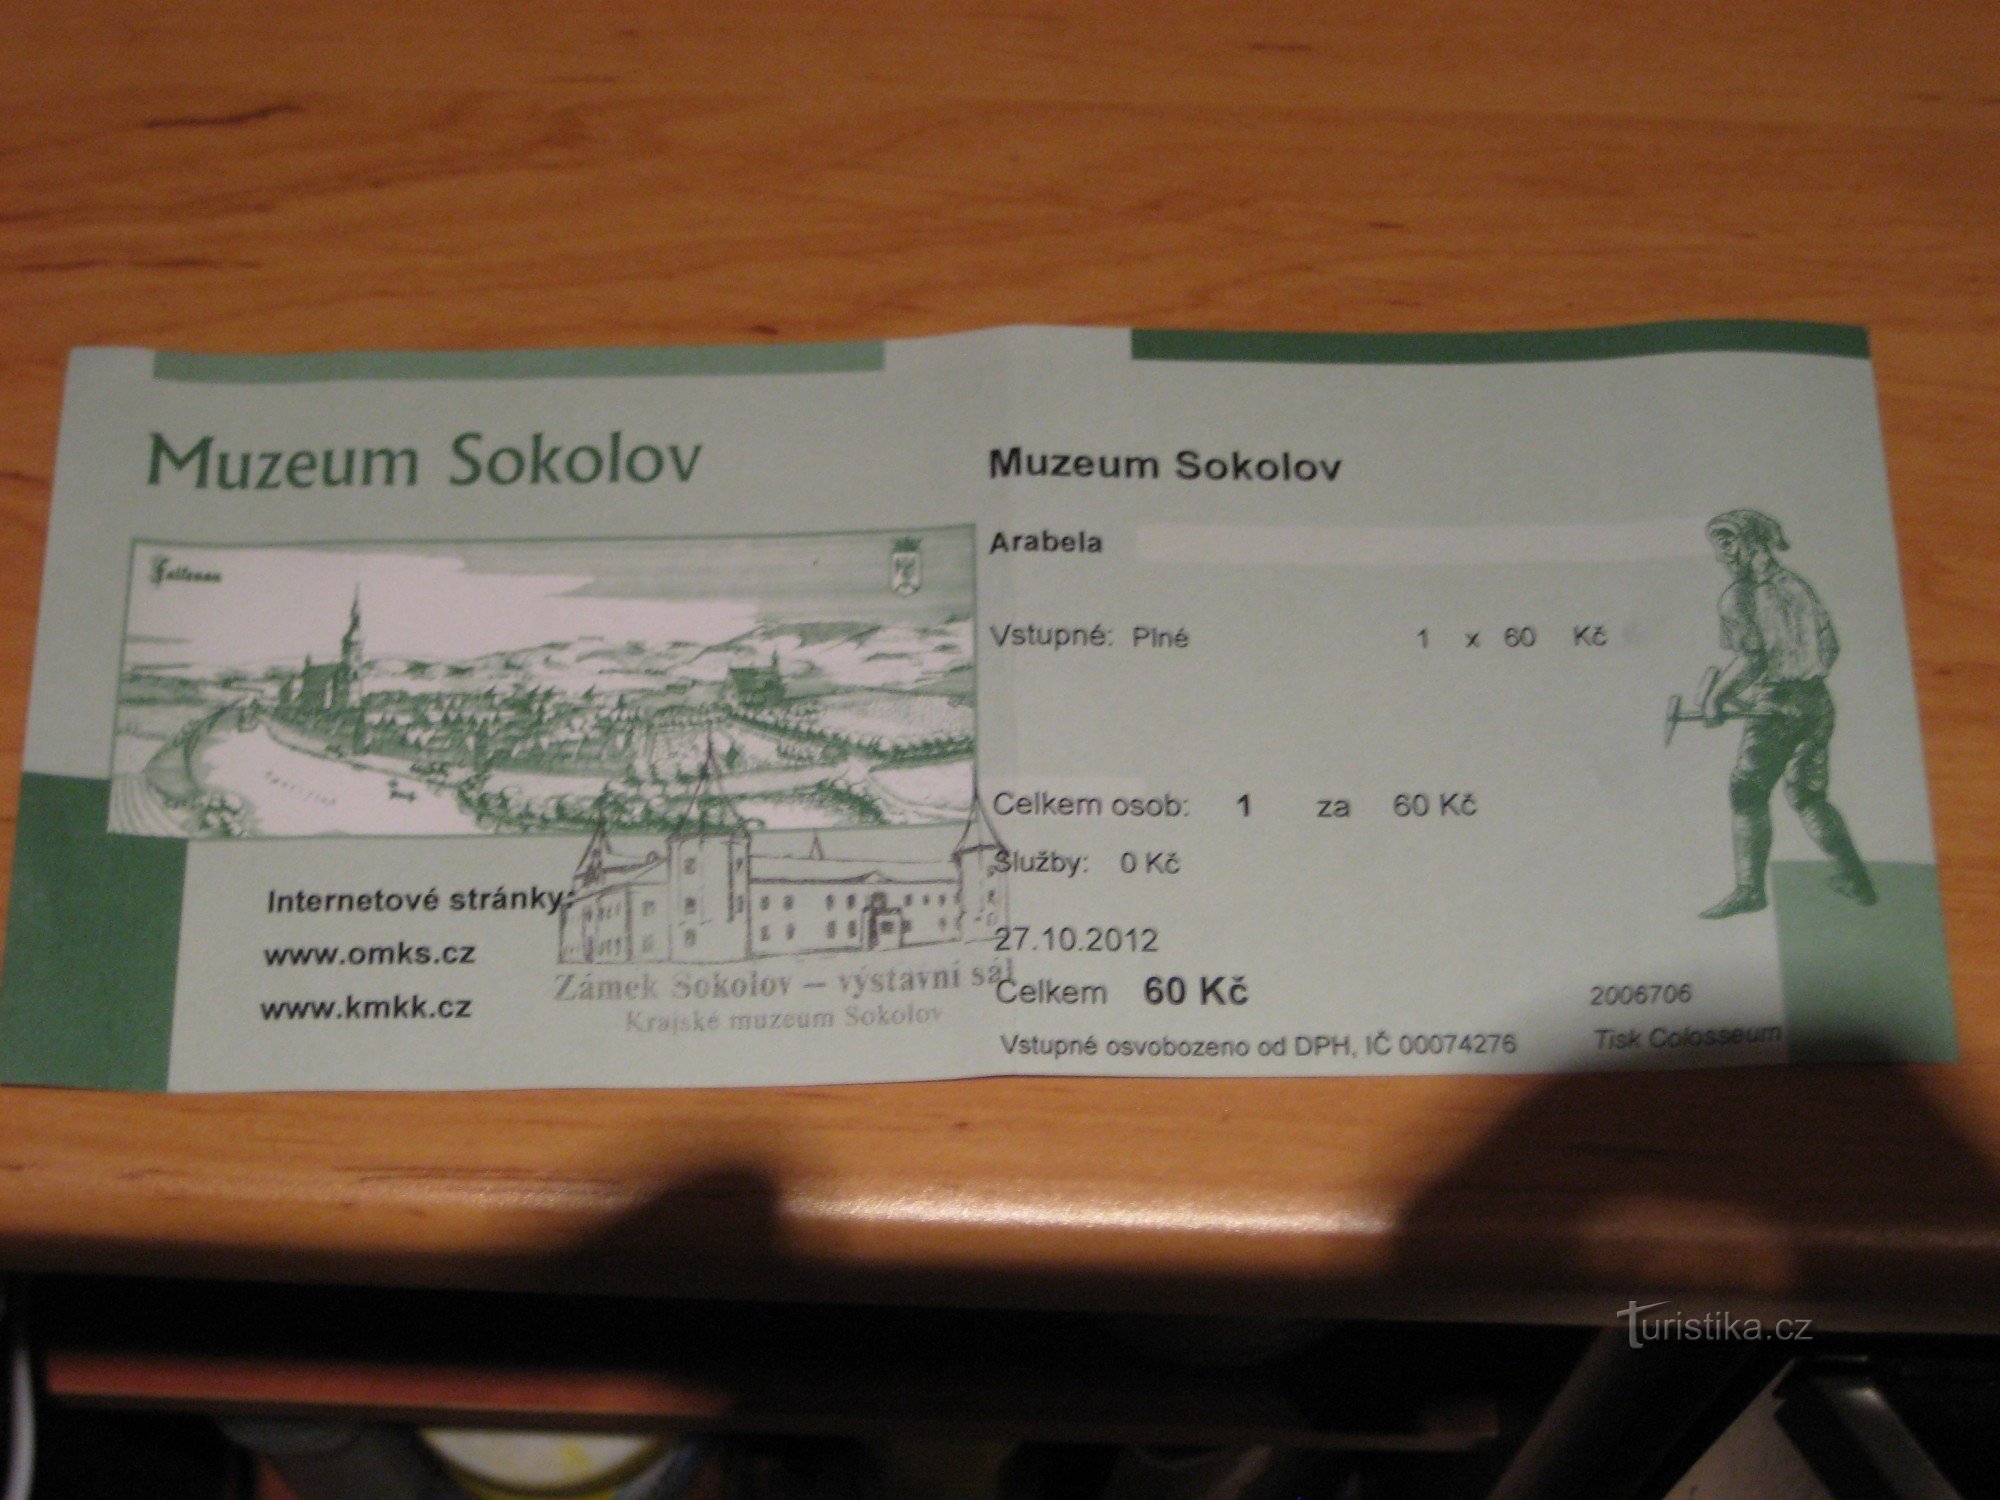 Muzeum Sokolov
Falkenau
Internetové stránky:
www.omks.cz
www.kmkk.cz
Zámek Sokolov – výstavní sál
Krajské muzeum Sokolov
Muzeum Sokolov
Arabela
Vstupné: Plné 1 x 60 Kč
Celkem osob: 1 za 60 Kč
Služby: 0 Kč
27.10.2012
Celkem 60 Kč
2006706
Vstupné osvobozeno od DPH, IČ 00074276
Tisk Colosseum
Turistika.cz